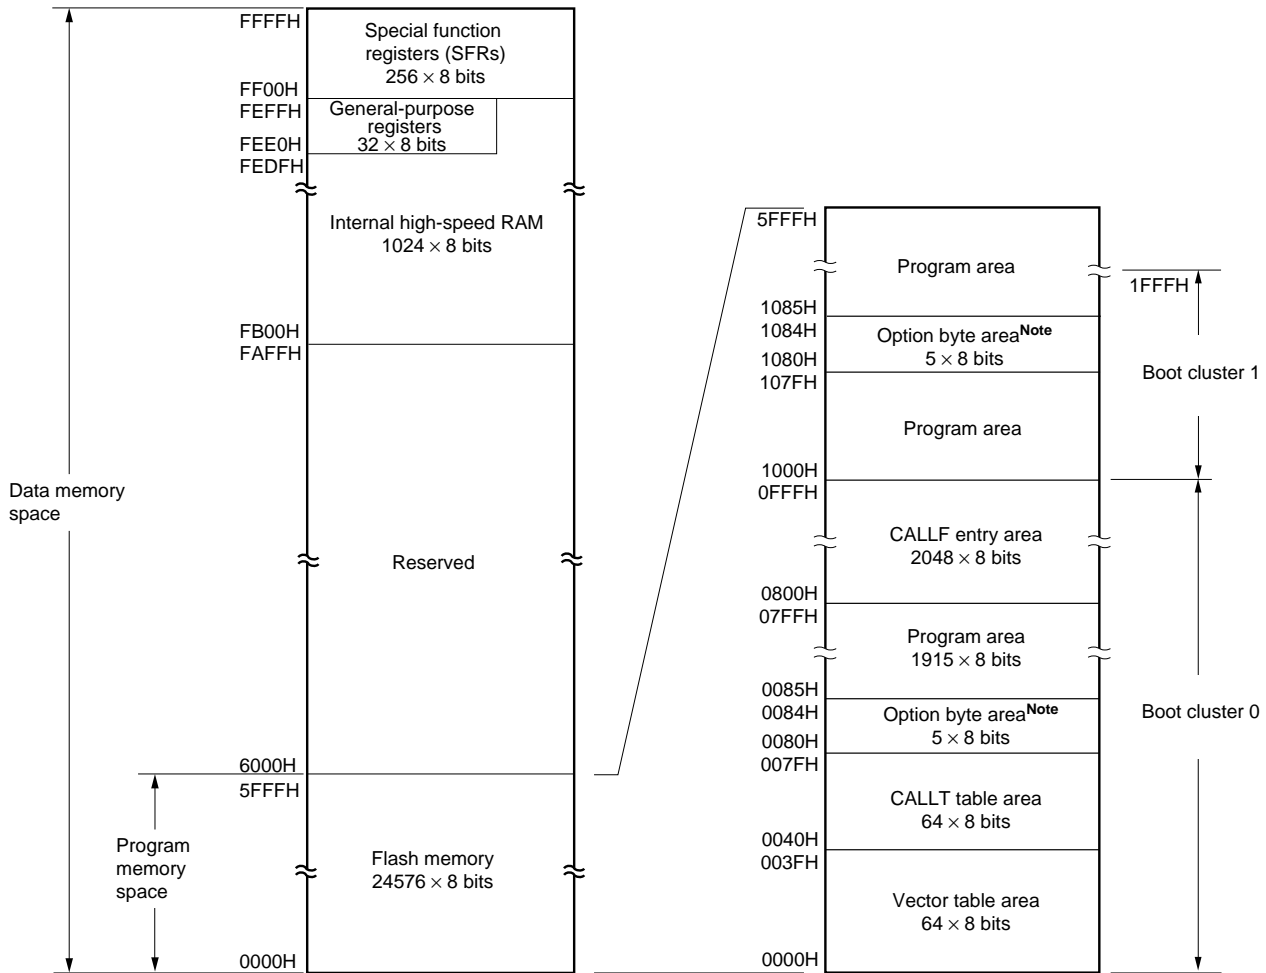 FFFFH
Special function
registers (SFRs)
256 × 8 bits
FF00H
FEFFH
General-purpose
registers
32 × 8 bits
FEE0H
FEDFH
Internal high-speed RAM
1024 × 8 bits
FB00H
FAFFH
Data memory
space
Reserved
6000H
5FFFH
Program
memory
space
Flash memory
24576 × 8 bits
0000H
5FFFH
Program area
1FFFH
1085H
1084H
Option byte areaNote
5 × 8 bits
1080H
107FH
Boot cluster 1
Program area
1000H
0FFFH
CALLF entry area
2048 × 8 bits
0800H
07FFH
Program area
1915 × 8 bits
0085H
0084H
Option byte areaNote
5 × 8 bits
Boot cluster 0
0080H
007FH
CALLT table area
64 × 8 bits
0040H
003FH
Vector table area
64 × 8 bits
0000H